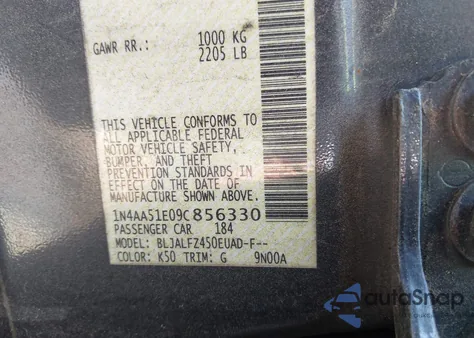 GAWR RR.: 1000 KG
2205 LB
THIS VEHICLE CONFORMS TO
ALL APPLICABLE FEDERAL
MOTOR VEHICLE SAFETY,
BUMPER, AND THEFT
PREVENTION STANDARDS IN
EFFECT ON THE DATE OF
MANUFACTURE SHOWN ABOVE.
1N4AA51E09C856330
PASSENGER CAR 184
MODEL: BLJALFZ450EUAD-F--
COLOR: K50 TRIM: G 9N00A
autoSnap